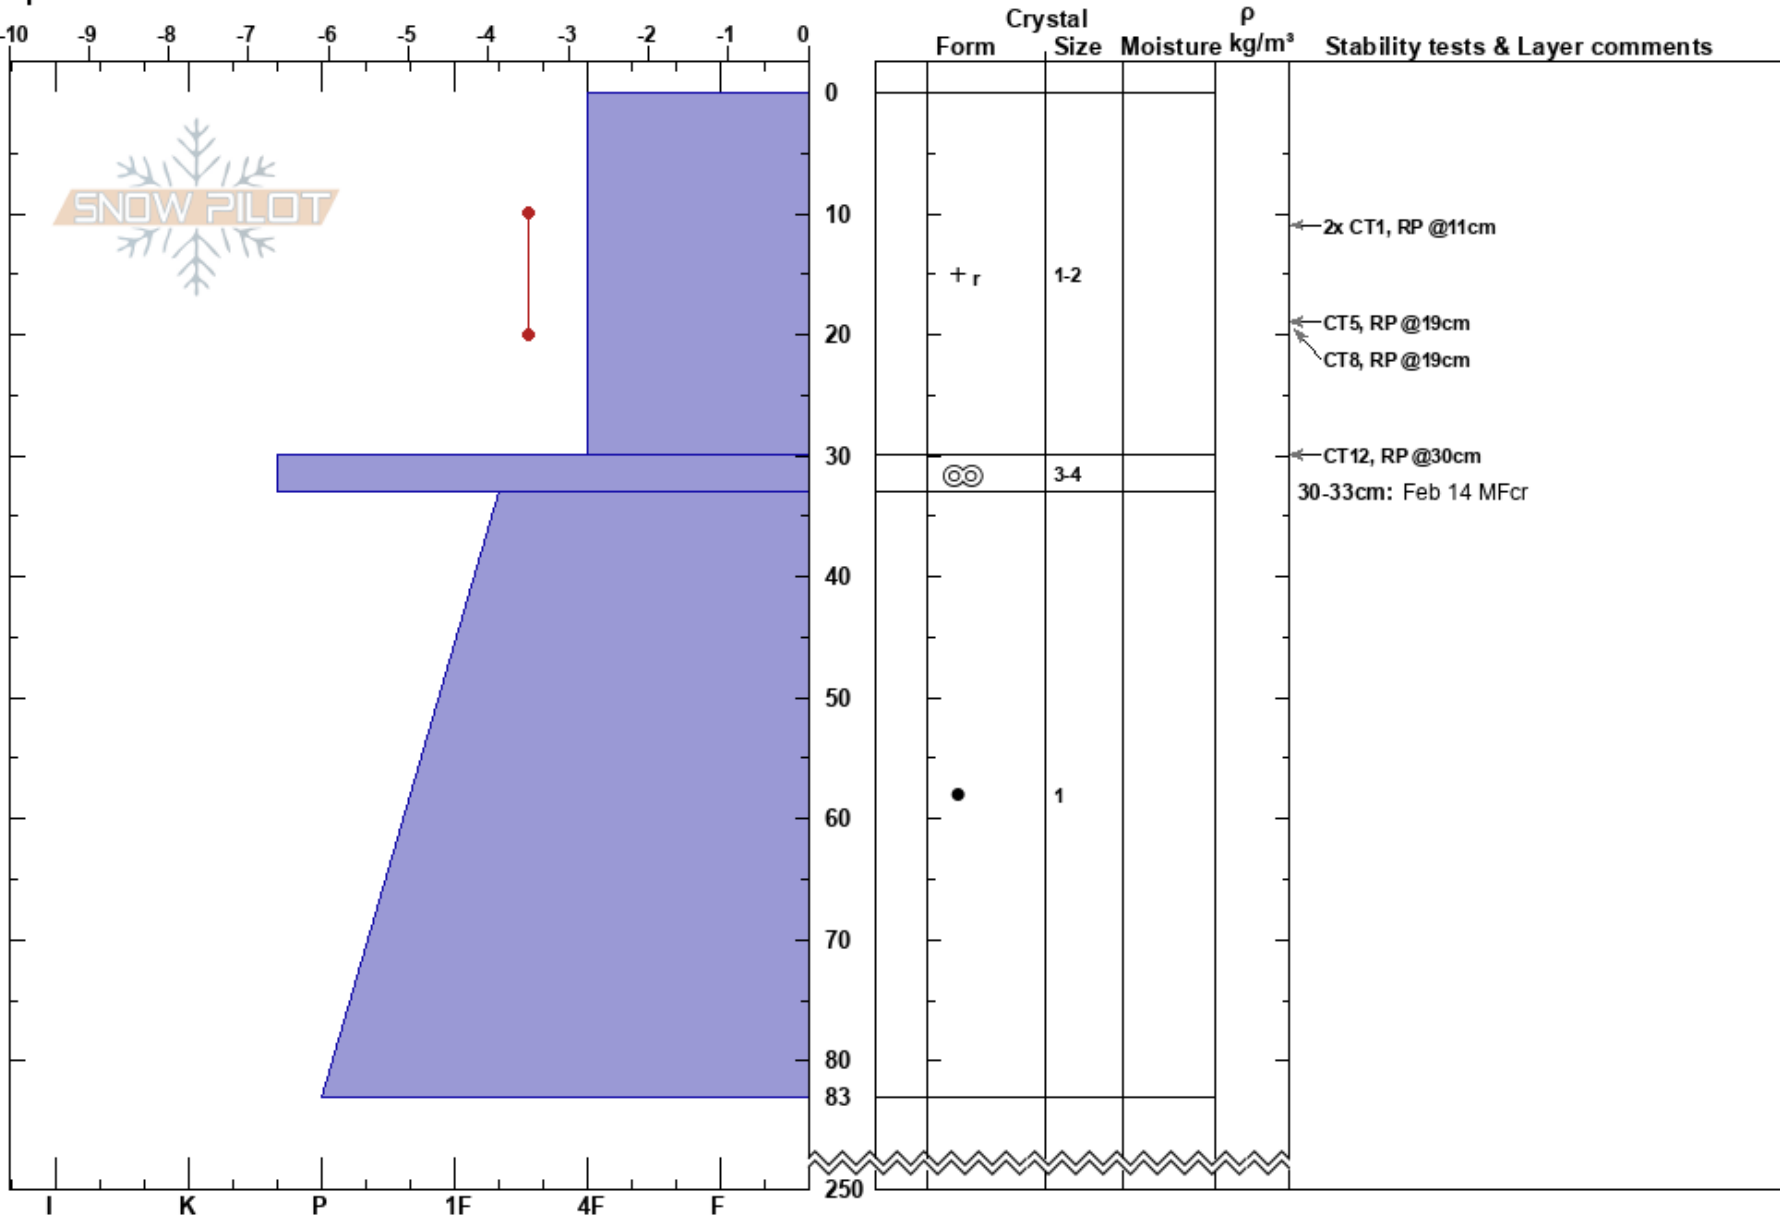 Crystal ρ
-10 -9 -8 -7 -6 -5 -4 -3 -2 -1 0
Form Size Moisture kg/m³ Stability tests & Layer comments
0
SNOW PILOT
10
2x CT1, RP @11cm
+ r 1-2
CT5, RP @19cm
20
CT8, RP @19cm
30
CT12, RP @30cm
3-4
30-33cm: Feb 14 MFcr
40
50
1
60
70
80
83
250
I K P 1F 4F F